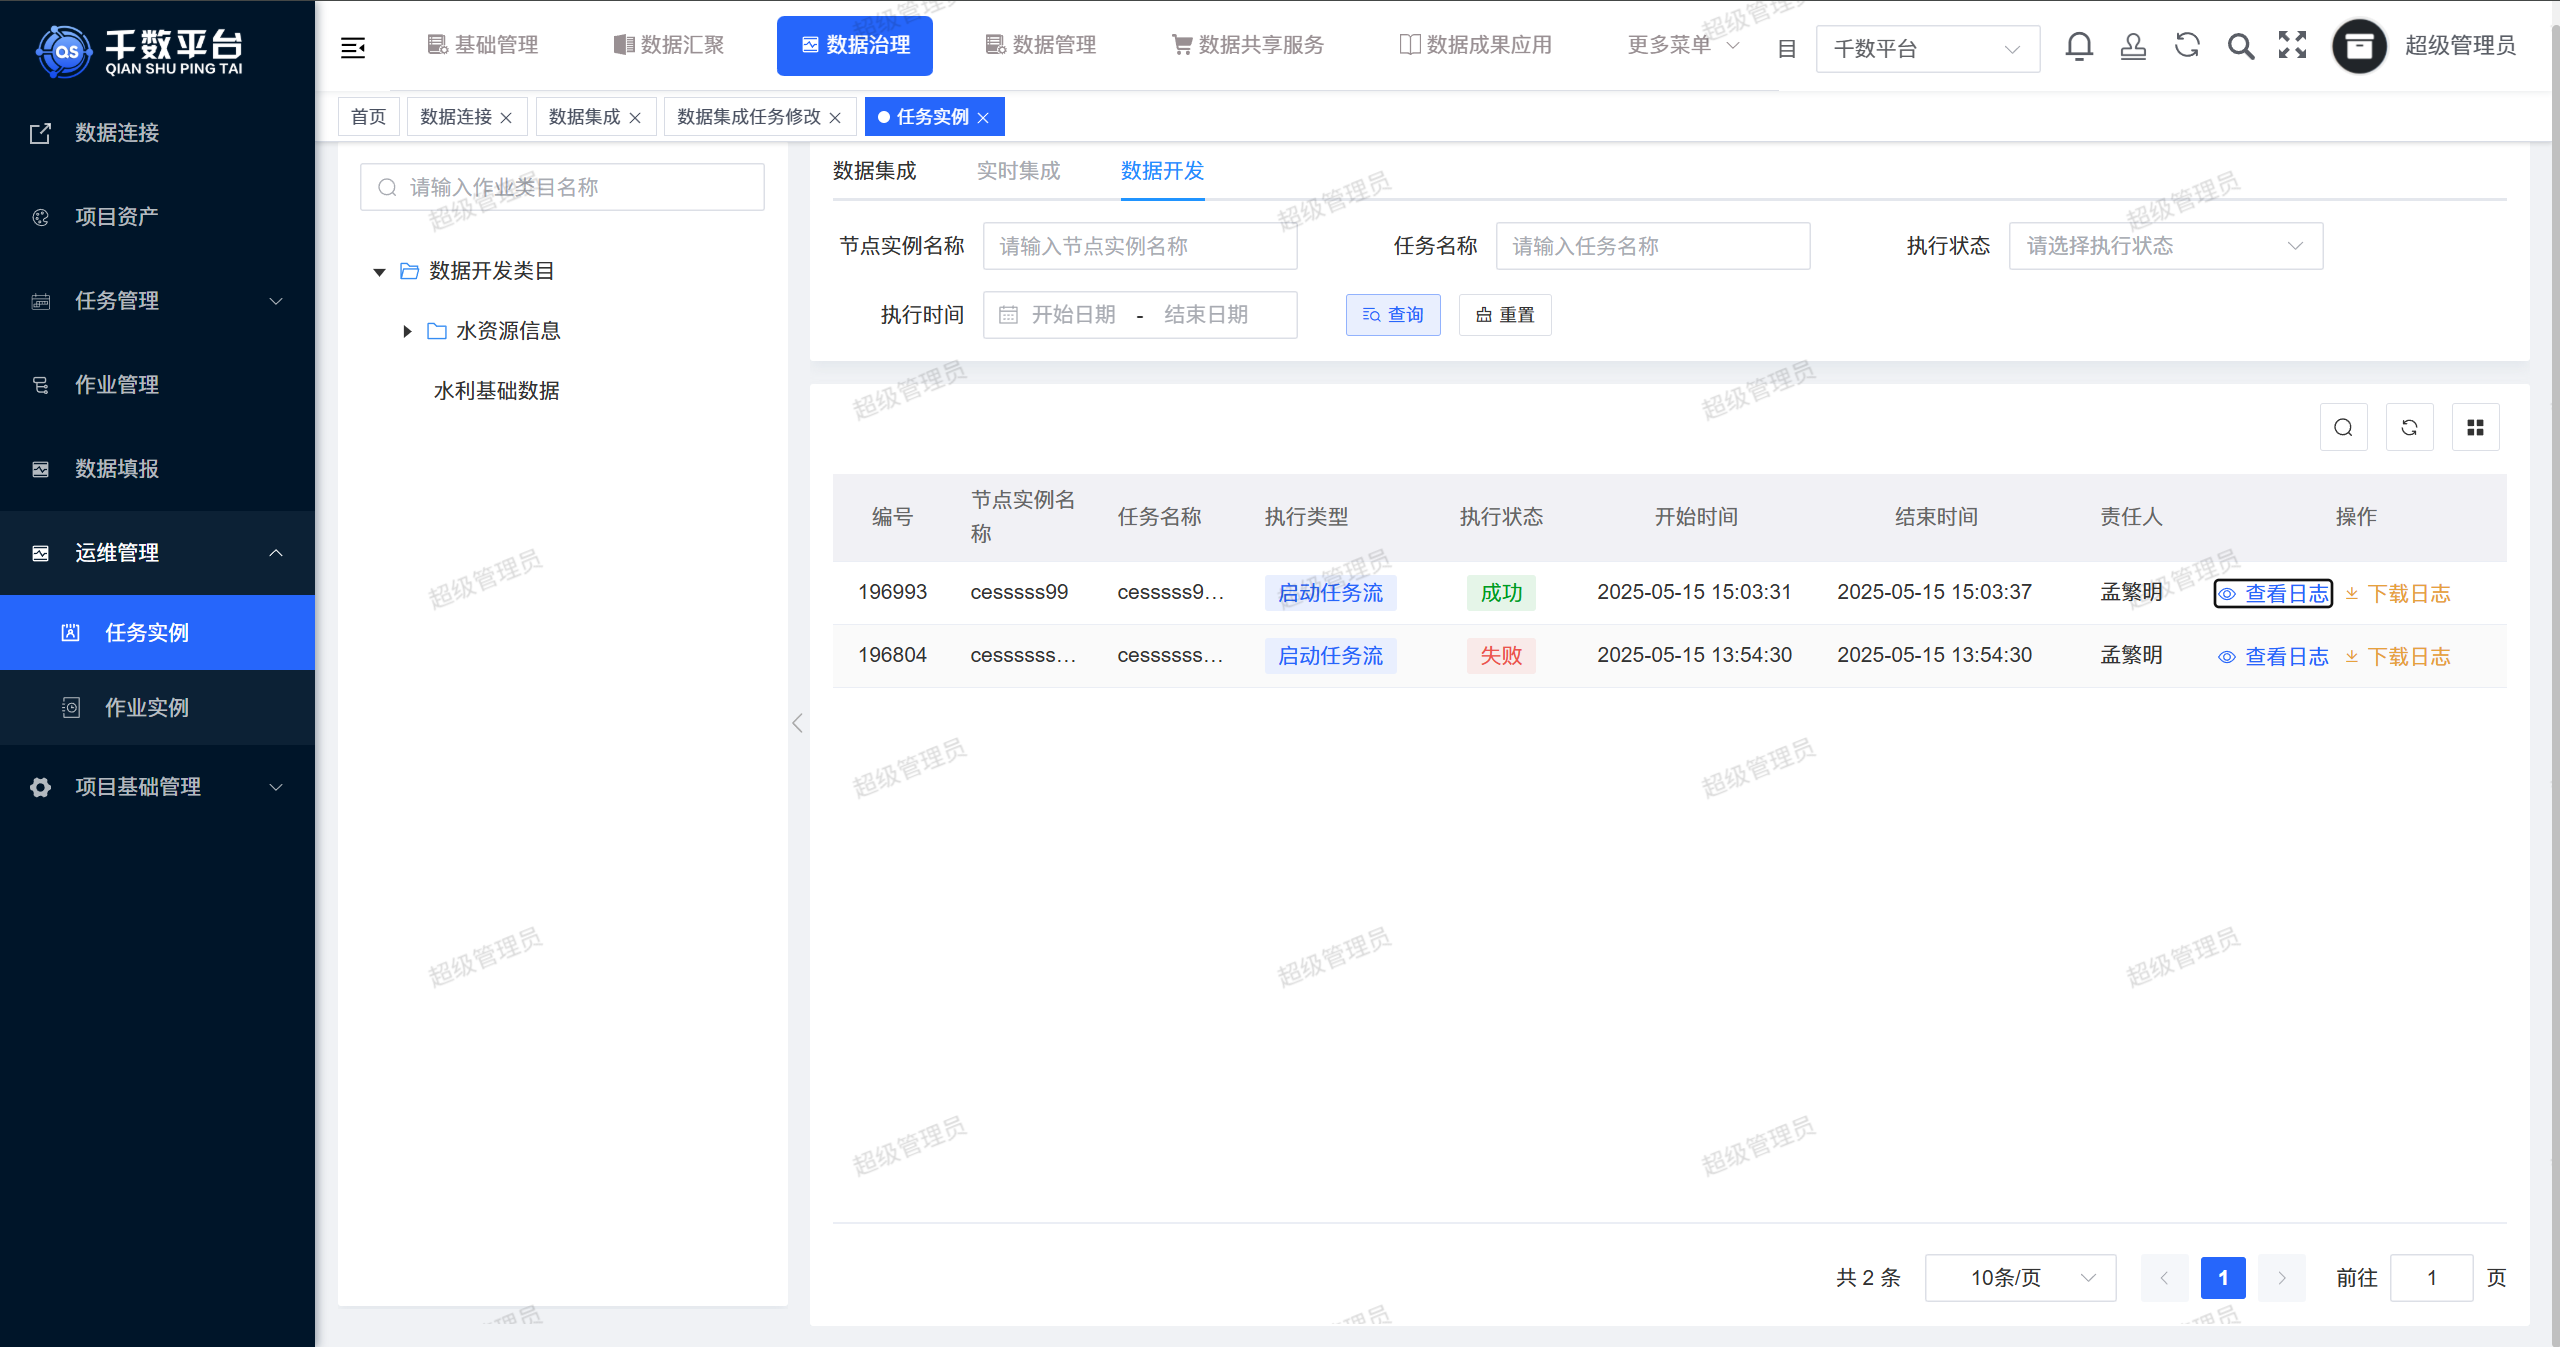 千数平台
QIAN SHU PING TAI
基础管理 数据汇聚 数据治理 数据管理 数据共享服务 数据成果应用 更多菜单 目 千数平台 超级管理员
首页 数据连接 数据集成 数据集成任务修改 任务实例
数据连接
项目资产
任务管理
作业管理
数据填报
运维管理
任务实例
作业实例
项目基础管理
请输入作业类目名称
数据开发类目
水资源信息
水利基础数据
数据集成 实时集成 数据开发
节点实例名称 请输入节点实例名称 任务名称 请输入任务名称 执行状态 请选择执行状态
执行时间 开始日期 - 结束日期 查询 重置
编号 节点实例名称 任务名称 执行类型 执行状态 开始时间 结束时间 责任人 操作
196993 cesssss99 cesssss9... 启动任务流 成功 2025-05-15 15:03:31 2025-05-15 15:03:37 孟繁明 查看日志 下载日志
196804 cessssss... cessssss... 启动任务流 失败 2025-05-15 13:54:30 2025-05-15 13:54:30 孟繁明 查看日志 下载日志
共 2 条 10条/页 1 前往 1 页
超级管理员